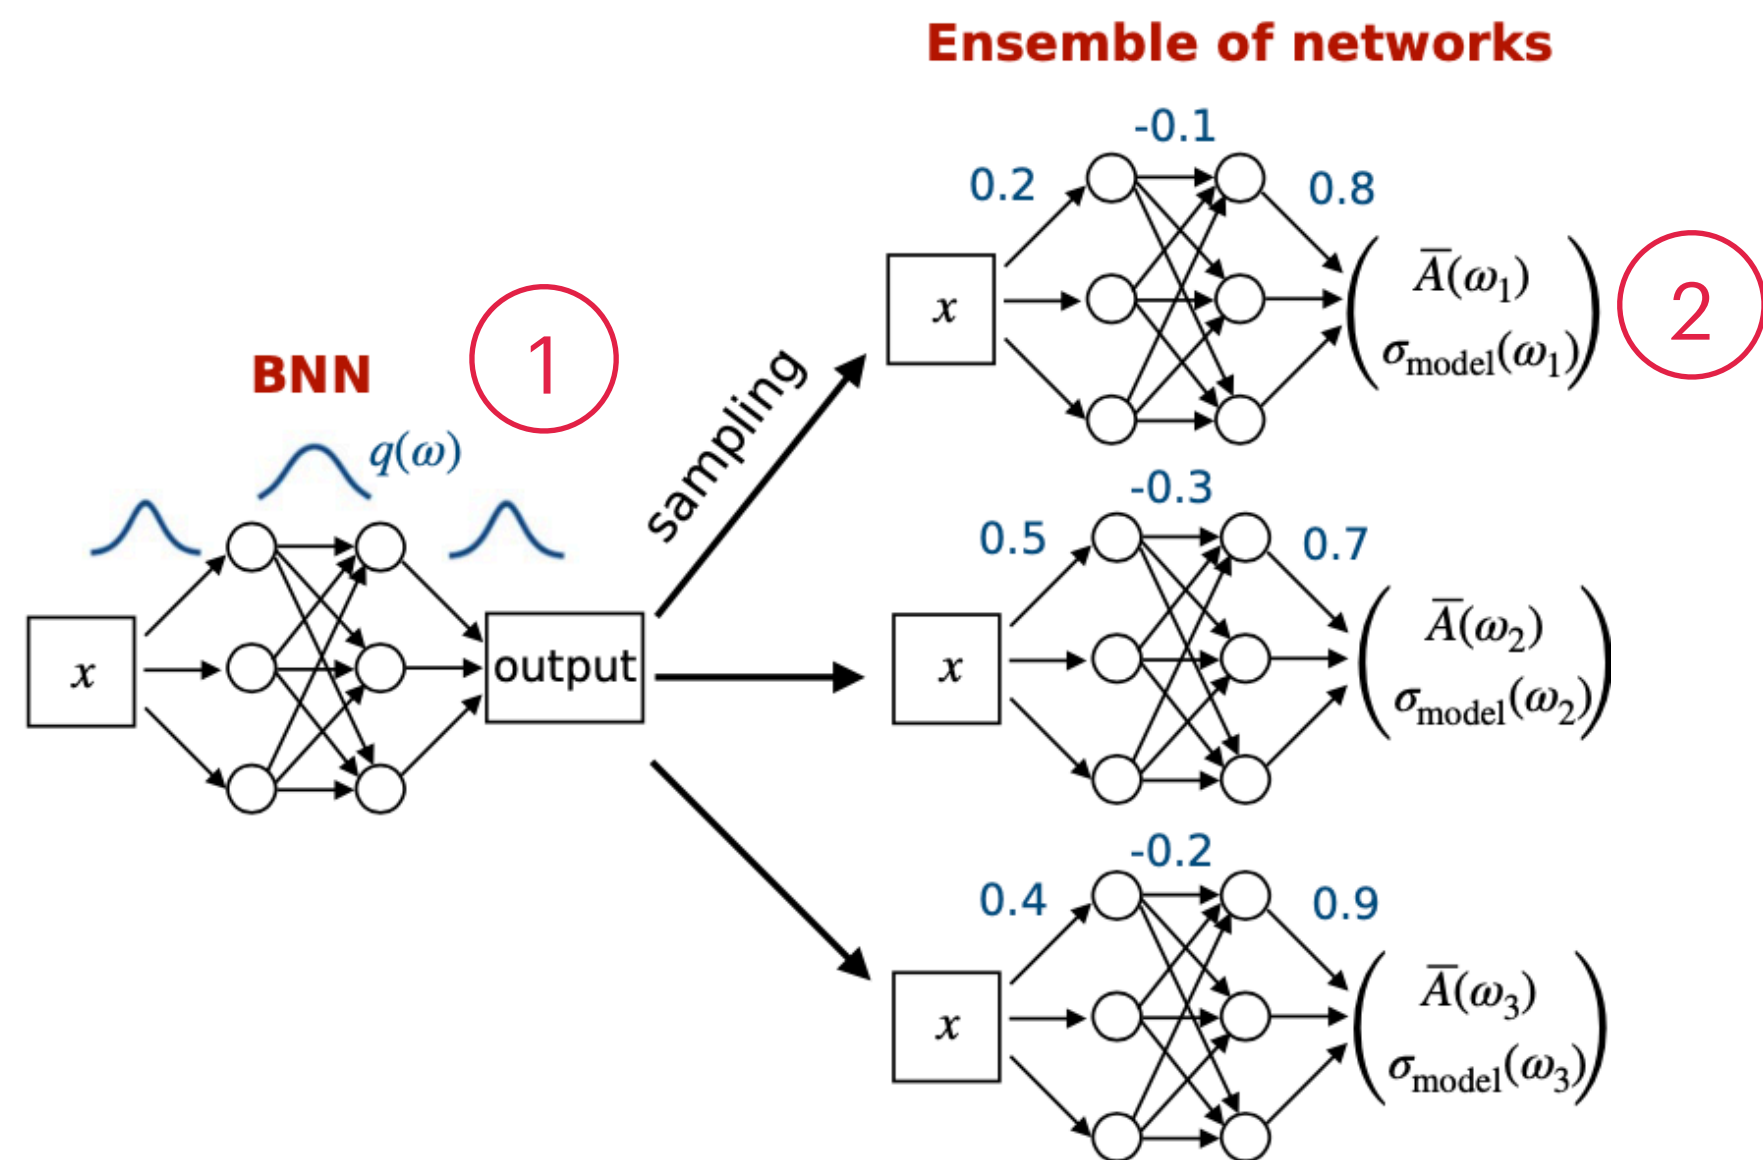 Ensemble of networks
-0.1
0.2
0.8
x
A̅(ω₁)
σmodel(ω₁)
2
1
BNN
q(ω)
sampling
x
output
-0.3
0.5
0.7
x
A̅(ω₂)
σmodel(ω₂)
-0.2
0.4
0.9
x
A̅(ω₃)
σmodel(ω₃)